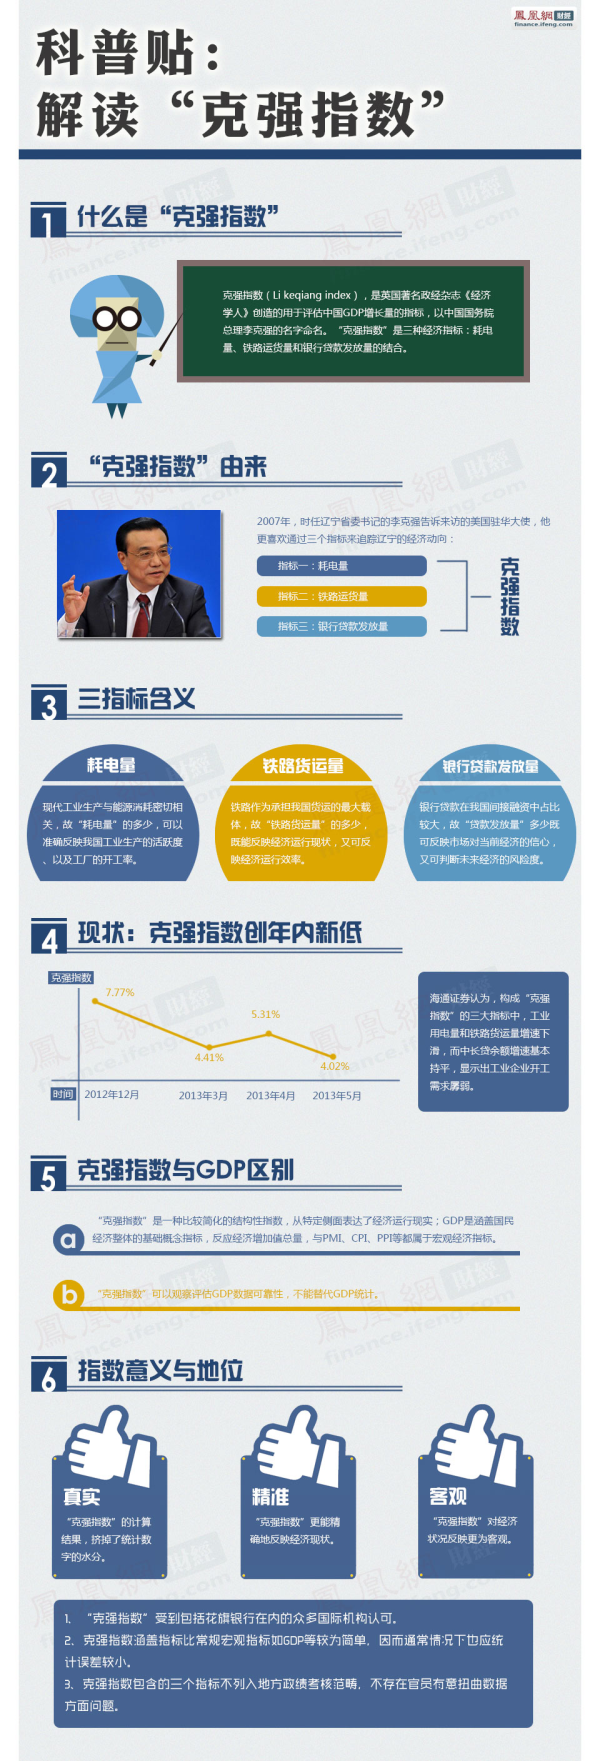 鳳凰網 財經
finance.ifeng.com
科普贴：
解读“克强指数”
1 什么是“克强指数”
克强指数（Li keqiang index），是英国著名政经杂志《经济
学人》创造的用于评估中国GDP增长量的指标，以中国国务院
总理李克强的名字命名。“克强指数”是三种经济指标：耗电
量、铁路运货量和银行贷款发放量的结合。
2 “克强指数”由来
2007年，时任辽宁省委书记的李克强告诉来访的美国驻华大使，他
更喜欢通过三个指标来追踪辽宁的经济动向：
指标一：耗电量
指标二：铁路运货量
指标三：银行贷款发放量
克强指数
3 三指标含义
耗电量
现代工业生产与能源消耗密切相
关，故“耗电量”的多少，可以
准确反映我国工业生产的活跃度
、以及工厂的开工率。
铁路货运量
铁路作为承担我国货运的最大载
体，故“铁路货运量”的多少，
既能反映经济运行现状，又可反
映经济运行效率。
银行贷款发放量
银行贷款在我国间接融资中占比
较大，故“贷款发放量”多少既
可反映市场对当前经济的信心，
又可判断未来经济的风险度。
4 现状：克强指数创年内新低
克强指数
7.77%
4.41%
5.31%
4.02%
时间
2012年12月
2013年3月
2013年4月
2013年5月
海通证券认为，构成“克强
指数”的三大指标中，工业
用电量和铁路货运量增速下
滑，而中长贷余额增速基本
持平，显示出工业企业开工
需求孱弱。
5 克强指数与GDP区别
a
“克强指数”是一种比较简化的结构性指数，从特定侧面表达了经济运行现实；GDP是涵盖国民
经济整体的基础概念指标，反应经济增加值总量，与PMI、CPI、PPI等都属于宏观经济指标。
b
“克强指数”可以观察评估GDP数据可靠性，不能替代GDP统计。
6 指数意义与地位
真实
“克强指数”的计算
结果，挤掉了统计数
字的水分。
精准
“克强指数”更能精
确地反映经济现状。
客观
“克强指数”对经济
状况反映更为客观。
1、“克强指数”受到包括花旗银行在内的众多国际机构认可。
2、克强指数涵盖指标比常规宏观指标如GDP等较为简单，因而通常情况下也应统
计误差较小。
3、克强指数包含的三个指标不列入地方政绩考核范畴，不存在官员有意扭曲数据
方面问题。